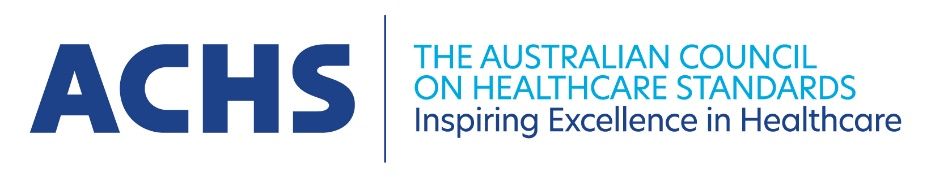 ACHS
THE AUSTRALIAN COUNCIL
ON HEALTHCARE STANDARDS
Inspiring Excellence in Healthcare